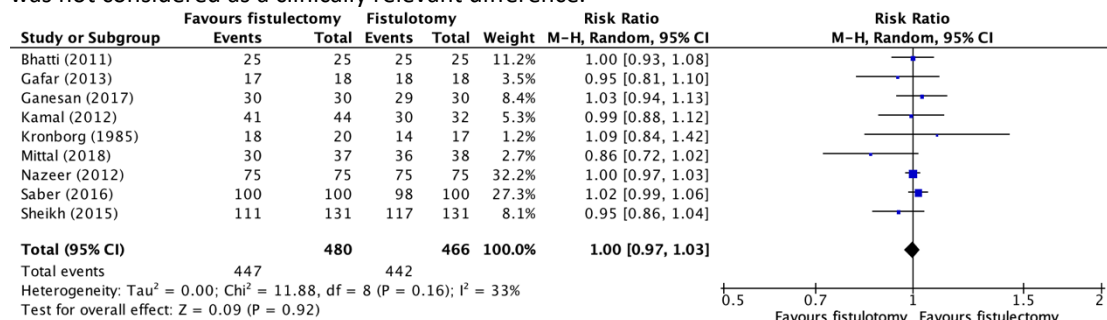 was not considered as a clinically relevant difference.
Favours fistulectomy Fistulotomy Risk Ratio Risk Ratio
Study or Subgroup Events Total Events Total Weight M-H, Random, 95% CI M-H, Random, 95% CI
Bhatti (2011) 25 25 25 25 11.2% 1.00 [0.93, 1.08]
Gafar (2013) 17 18 18 18 3.5% 0.95 [0.81, 1.10]
Ganesan (2017) 30 30 29 30 8.4% 1.03 [0.94, 1.13]
Kamal (2012) 41 44 30 32 5.3% 0.99 [0.88, 1.12]
Kronborg (1985) 18 20 14 17 1.2% 1.09 [0.84, 1.42]
Mittal (2018) 30 37 36 38 2.7% 0.86 [0.72, 1.02]
Nazeer (2012) 75 75 75 75 32.2% 1.00 [0.97, 1.03]
Saber (2016) 100 100 98 100 27.3% 1.02 [0.99, 1.06]
Sheikh (2015) 111 131 117 131 8.1% 0.95 [0.86, 1.04]
Total (95% CI) 480 466 100.0% 1.00 [0.97, 1.03]
Total events 447 442
Heterogeneity: Tau² = 0.00; Chi² = 11.88, df = 8 (P = 0.16); I² = 33%
Test for overall effect: Z = 0.09 (P = 0.92)
0.5 0.7 1 1.5 2
Favours fistulotomy Favours fistulectomy